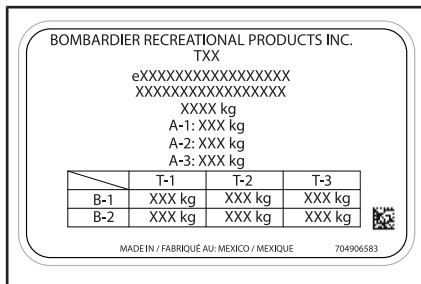 BOMBARDIER RECREATIONAL PRODUCTS INC.
TXX
eXXXXXXXXXXXXXXXXX
XXXXXXXXXXXXXXXXX
XXXX kg
A-1: XXX kg
A-2: XXX kg
A-3: XXX kg
T-1 T-2 T-3
B-1 XXX kg XXX kg XXX kg
B-2 XXX kg XXX kg XXX kg
MADE IN / FABRIQUÉ AU: MEXICO / MEXIQUE 704906583